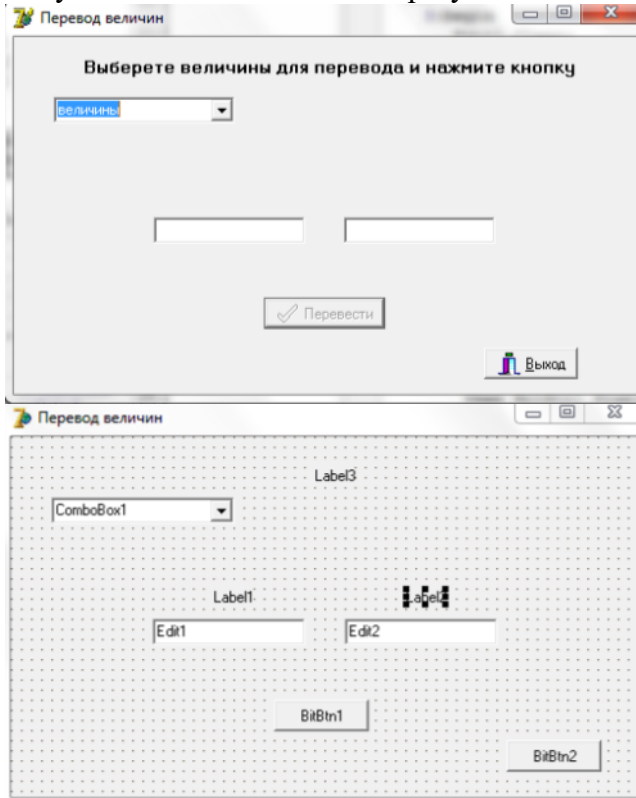 Перевод величин
Выберете величины для перевода и нажмите кнопку
величины
Перевести
Выход
Перевод величин
Label3
ComboBox1
Label1 Label2
Edit1 Edit2
BitBtn1
BitBtn2